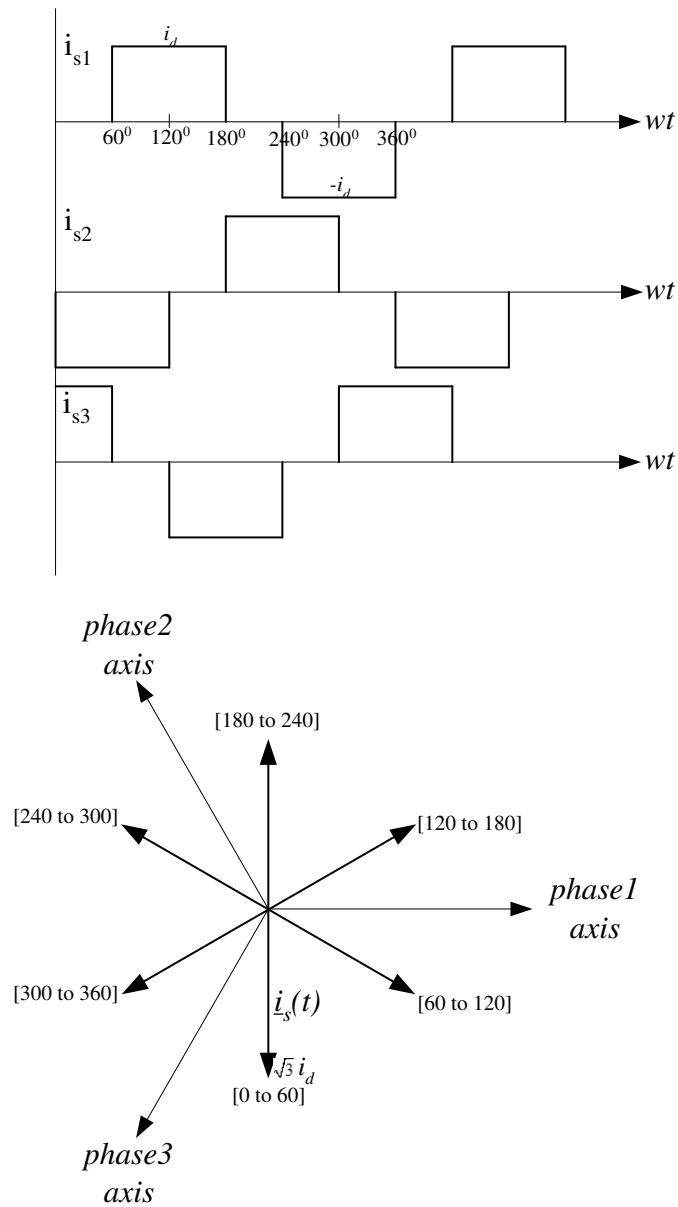 i_s1
i_d
wt
60⁰ 120⁰ 180⁰ 240⁰ 300⁰ 360⁰
-i_d
i_s2
wt
i_s3
wt
phase2
axis
[180 to 240]
[240 to 300]
[120 to 180]
phase1
axis
[300 to 360]
i_s(t)
[60 to 120]
√3 i_d
[0 to 60]
phase3
axis